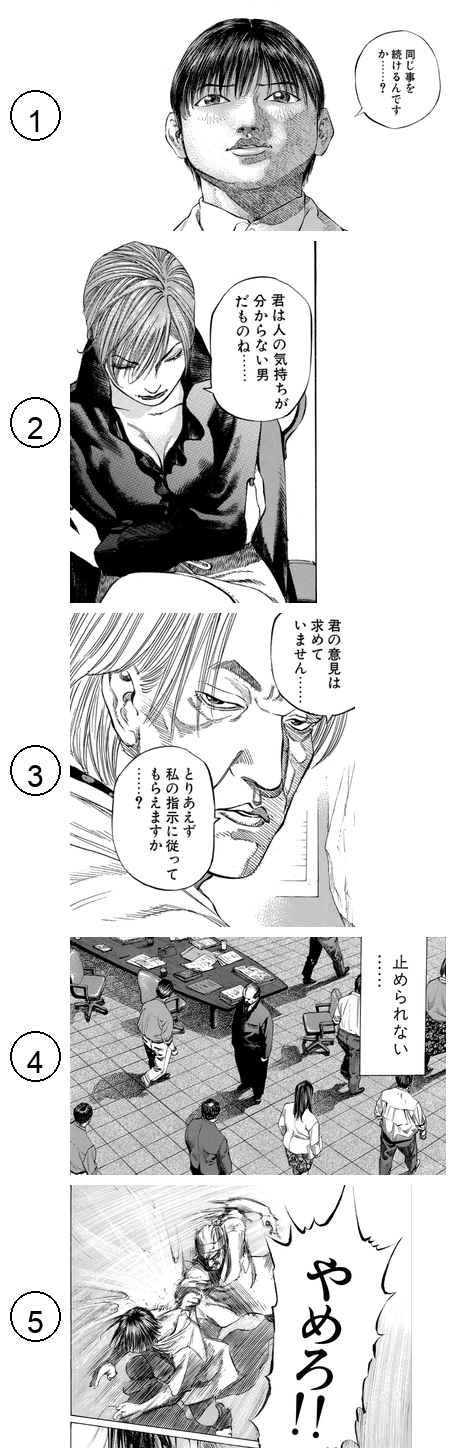 1
同じ事を
続けるんです
か……？
2
君は人の気持ちが
分からない男
だものね……
3
君の意見は
求めて
いません……
とりあえず
私の指示に従って
もらえますか
……？
4
止められない
……
5
やめろ!!